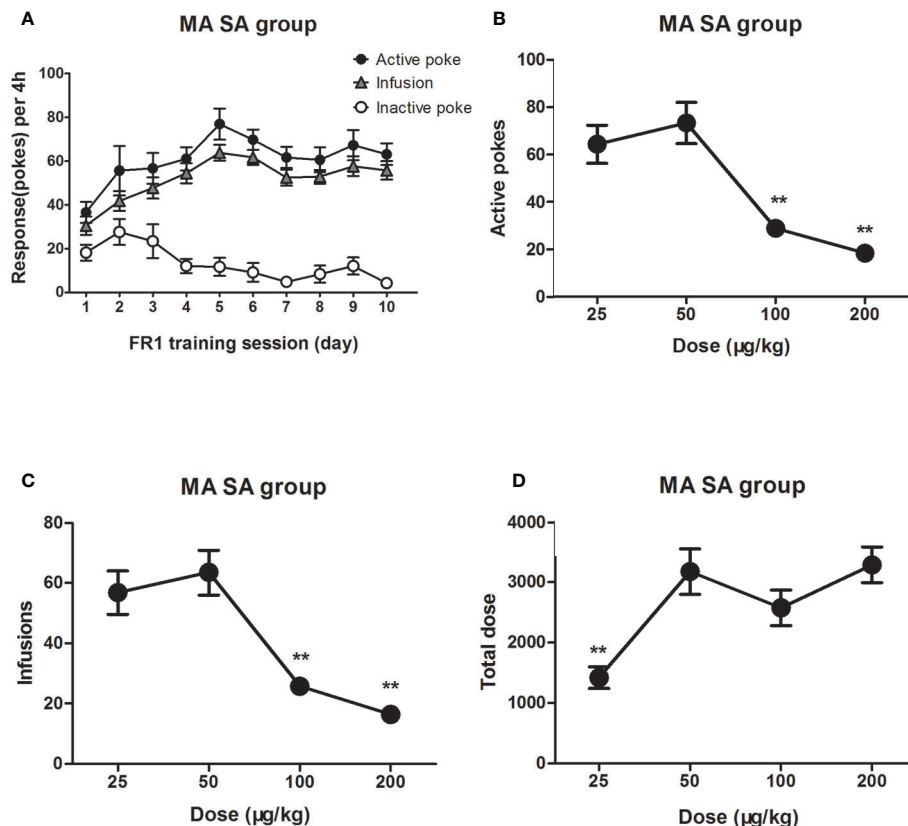 A
MA SA group
Active poke
Infusion
Inactive poke
Response(pokes) per 4h
100
80
60
40
20
0
1 2 3 4 5 6 7 8 9 10
FR1 training session (day)
B
MA SA group
Active pokes
100
80
60
40
20
0
**
**
25 50 100 200
Dose (µg/kg)
C
MA SA group
Infusions
80
60
40
20
0
**
**
25 50 100 200
Dose (µg/kg)
D
MA SA group
Total dose
4000
3000
2000
1000
0
**
25 50 100 200
Dose (µg/kg)